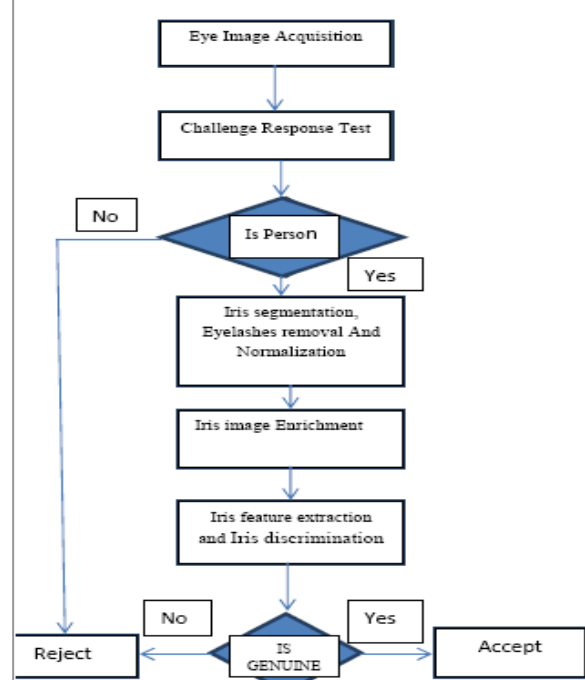 Eye Image Acquisition
Challenge Response Test
No
Is Person
Yes
Iris segmentation,
Eyelashes removal And
Normalization
Iris image Enrichment
Iris feature extraction
and Iris discrimination
No
Yes
Reject
IS
GENUINE
Accept